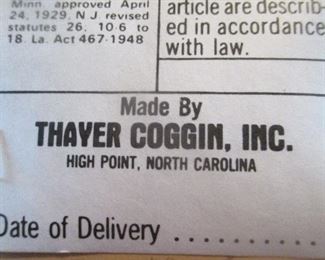 Minn. approved April
24, 1929. N J revised
statutes 26. 10-6 to
18. La. Act 467-1948
article are describ-
ed in accordance
with law.
Made By
THAYER COGGIN, INC.
HIGH POINT, NORTH CAROLINA
Date of Delivery ..........